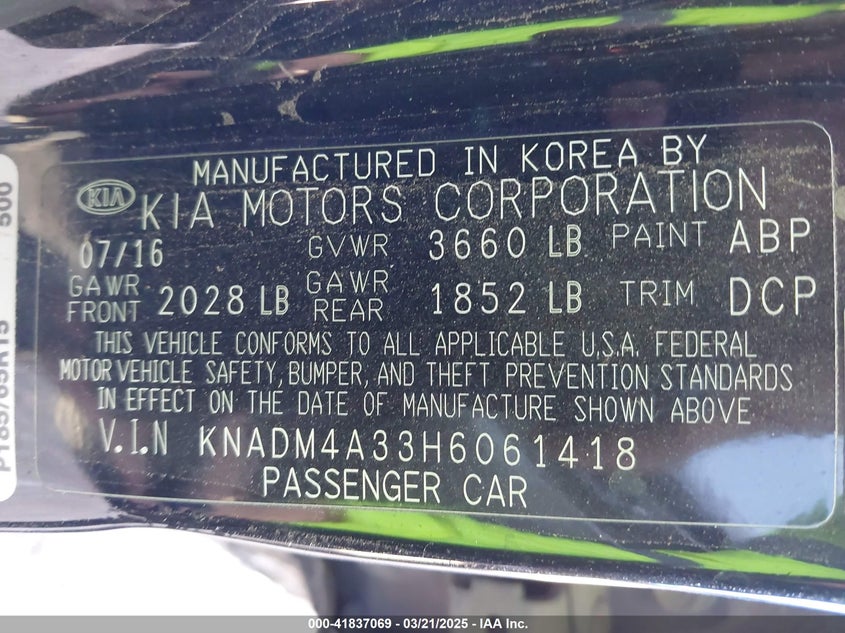 MANUFACTURED IN KOREA BY
KIA
KIA MOTORS CORPORATION
07/16 GVWR 3660 LB PAINT ABP
GAWR FRONT 2028 LB GAWR REAR 1852 LB TRIM DCP
THIS VEHICLE CONFORMS TO ALL APPLICABLE U.S.A. FEDERAL
MOTOR VEHICLE SAFETY, BUMPER, AND THEFT PREVENTION STANDARDS
IN EFFECT ON THE DATE OF MANUFACTURE SHOWN ABOVE
V.I.N KNADM4A33H6061418
PASSENGER CAR
P185/65R15 500
000-41837069 / 03/21/2025 - IAA Inc.